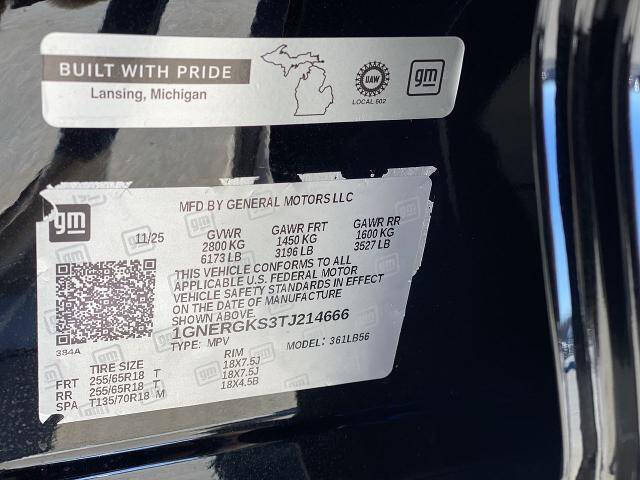 BUILT WITH PRIDE
Lansing, Michigan
UAW
LOCAL 602
gm
gm
MFD BY GENERAL MOTORS LLC
11/25 GVWR GAWR FRT GAWR RR
2800 KG 1450 KG 1600 KG
6173 LB 3196 LB 3527 LB
THIS VEHICLE CONFORMS TO ALL
APPLICABLE U.S. FEDERAL MOTOR
VEHICLE SAFETY STANDARDS IN EFFECT
ON THE DATE OF MANUFACTURE
SHOWN ABOVE.
1GNERGKS3TJ214666
384A TYPE: MPV MODEL: 361LB56
TIRE SIZE RIM
FRT 255/65R18 T 18X7.5J
RR 255/65R18 T 18X7.5J
SPA T135/70R18 M 18X4.5B